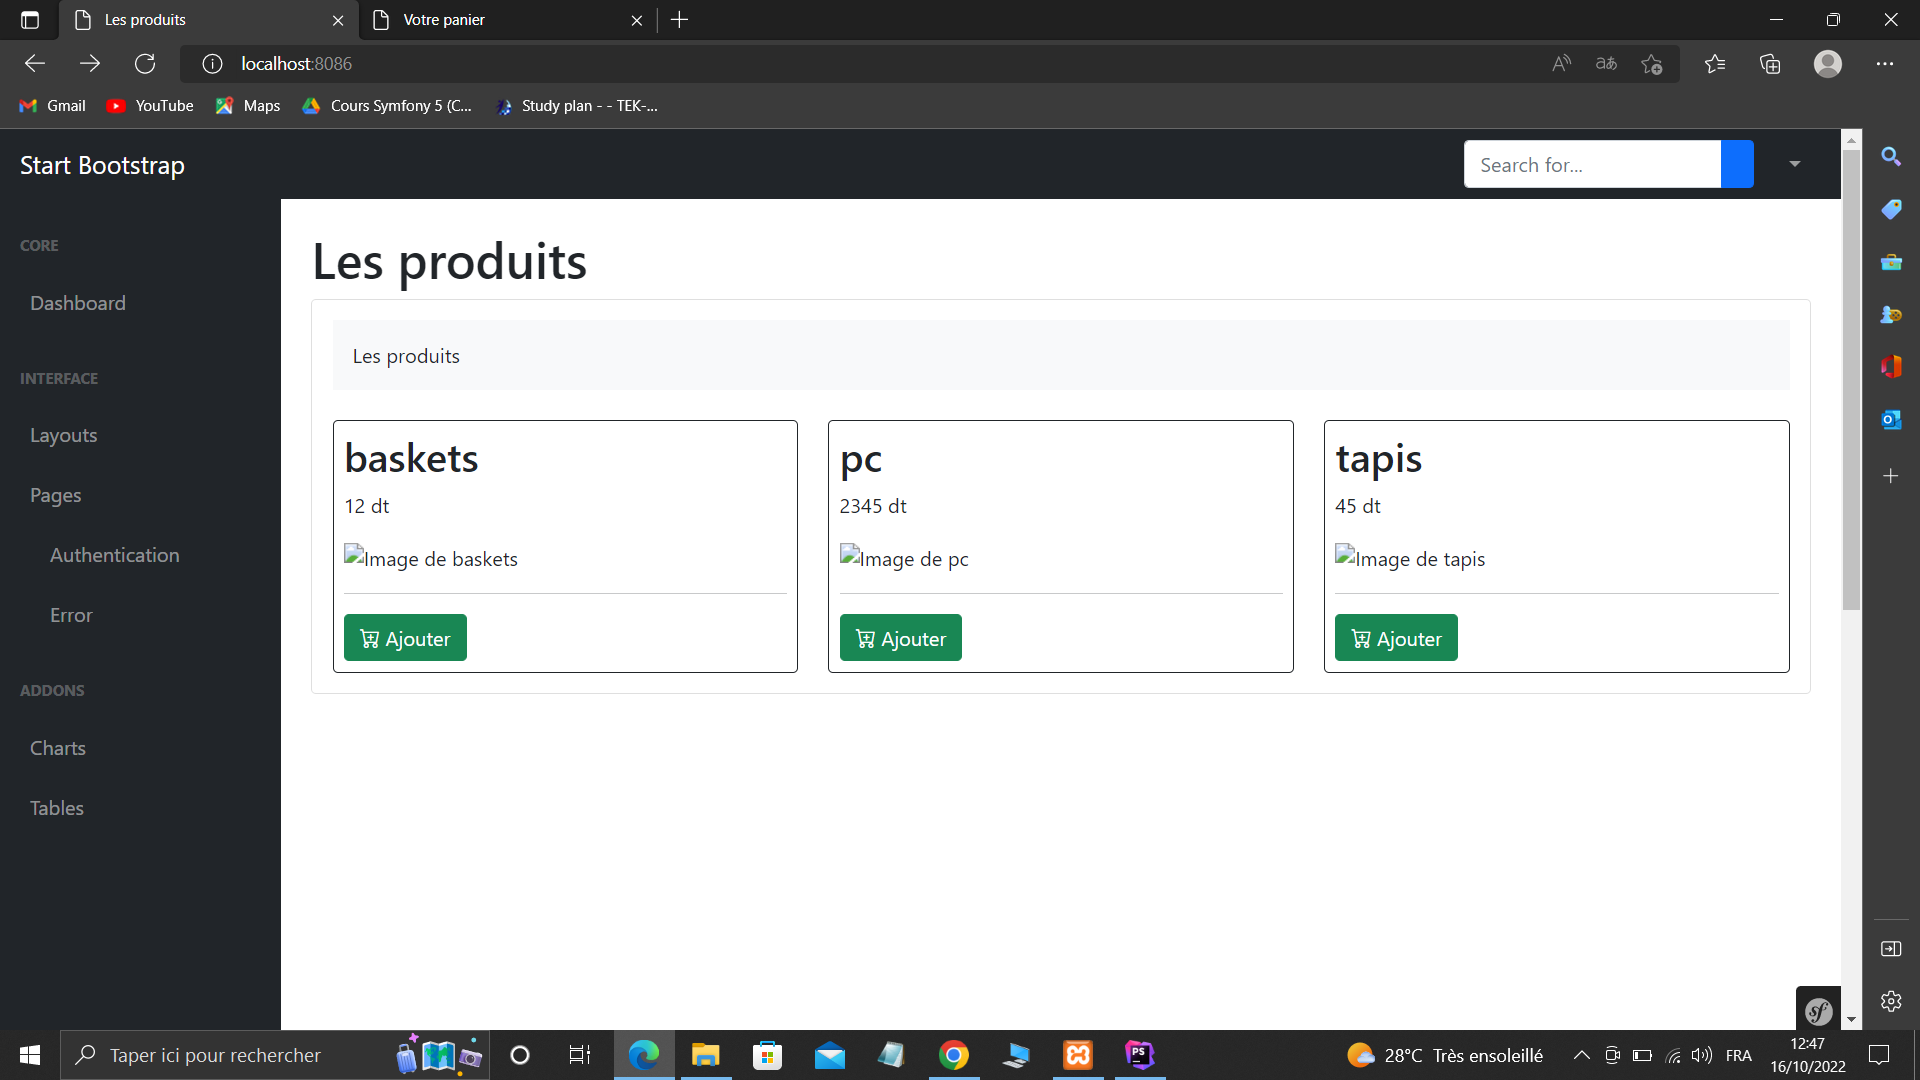 Les produits
Votre panier
localhost:8086
Gmail
YouTube
Maps
Cours Symfony 5 (C...
Study plan - - TEK-...
Start Bootstrap
Search for...
CORE
Dashboard
INTERFACE
Layouts
Pages
Authentication
Error
ADDONS
Charts
Tables
Les produits
Les produits
baskets
12 dt
Image de baskets
Ajouter
pc
2345 dt
Image de pc
Ajouter
tapis
45 dt
Image de tapis
Ajouter
sf
Taper ici pour rechercher
PS
28°C Très ensoleillé
FRA
12:47
16/10/2022